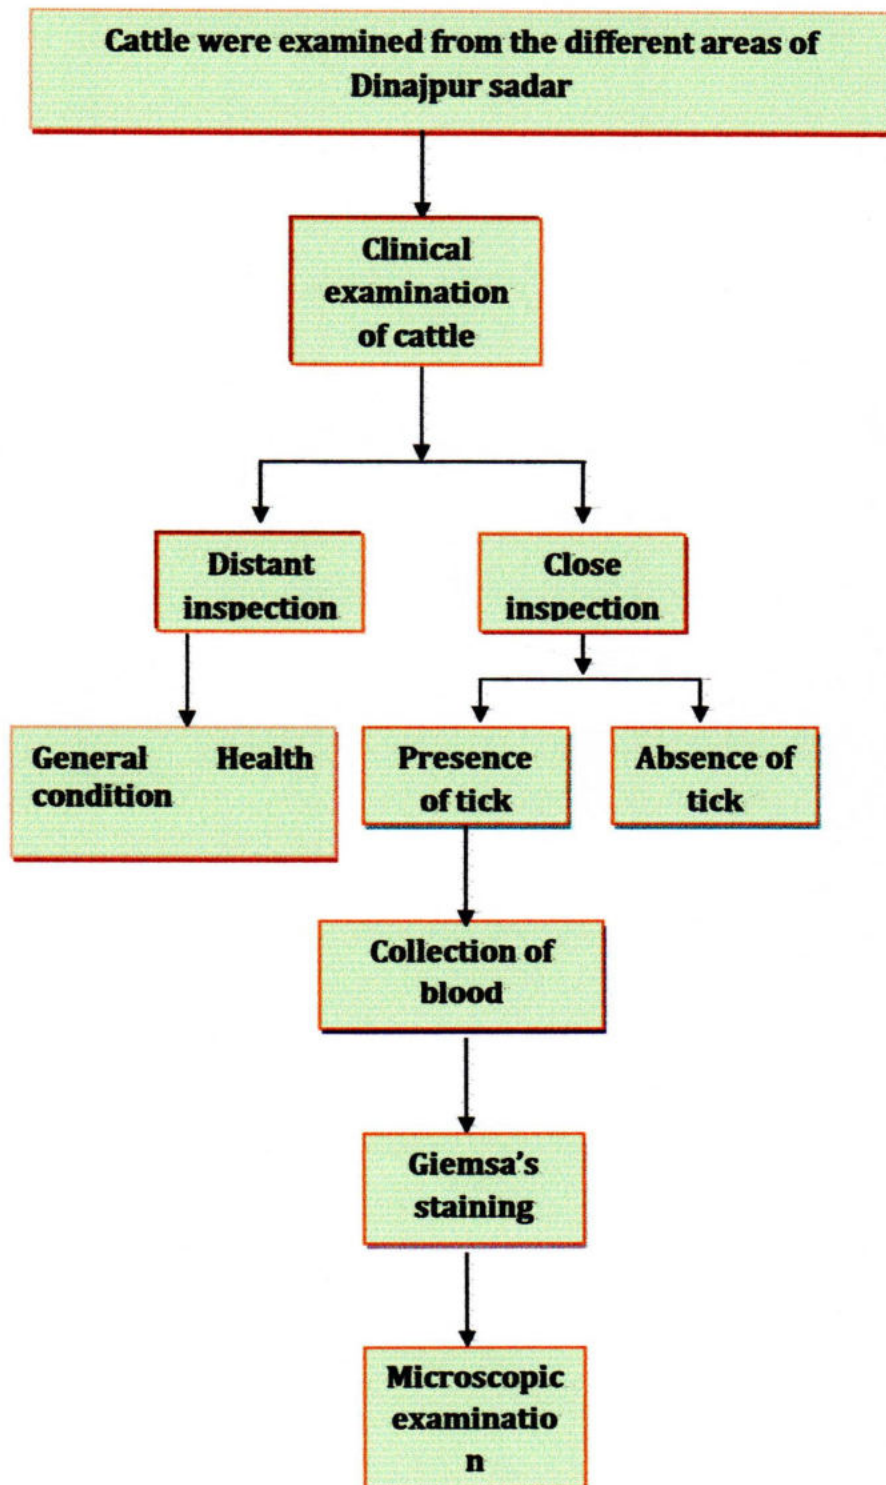 Cattle were examined from the different areas of
Dinajpur sadar
Clinical
examination
of cattle
Distant
inspection
Close
inspection
General Health
condition
Presence
of tick
Absence of
tick
Collection of
blood
Giemsa's
staining
Microscopic
examinatio
n